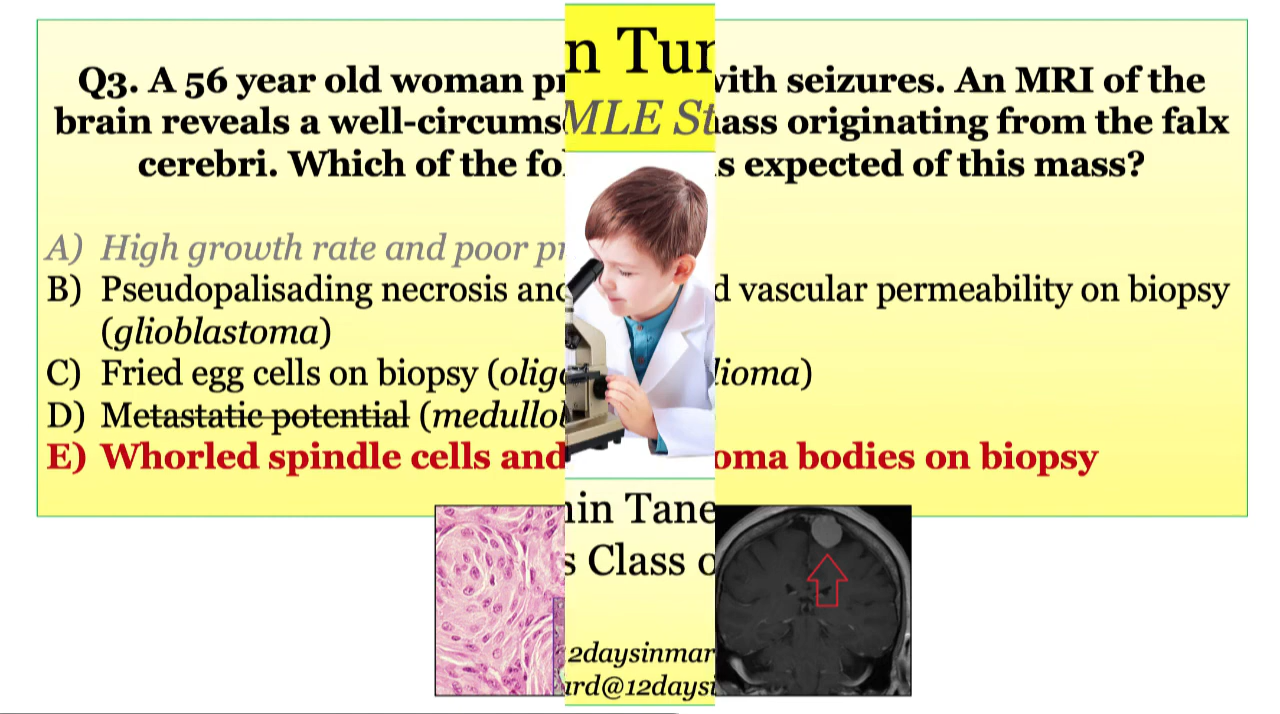 Q3. A 56 year old woman pr
with seizures. An MRI of the
brain reveals a well-circums
ass originating from the falx
cerebri. Which of the fo
s expected of this mass?
A) High growth rate and poor pr
B) Pseudopalisading necrosis and
d vascular permeability on biopsy
(glioblastoma)
C) Fried egg cells on biopsy (olig
lioma)
D) Metastatic potential (medullo
E) Whorled spindle cells and
oma bodies on biopsy
n Tur
MLE St
in Tane
s Class o
12daysinmar
ard@12days